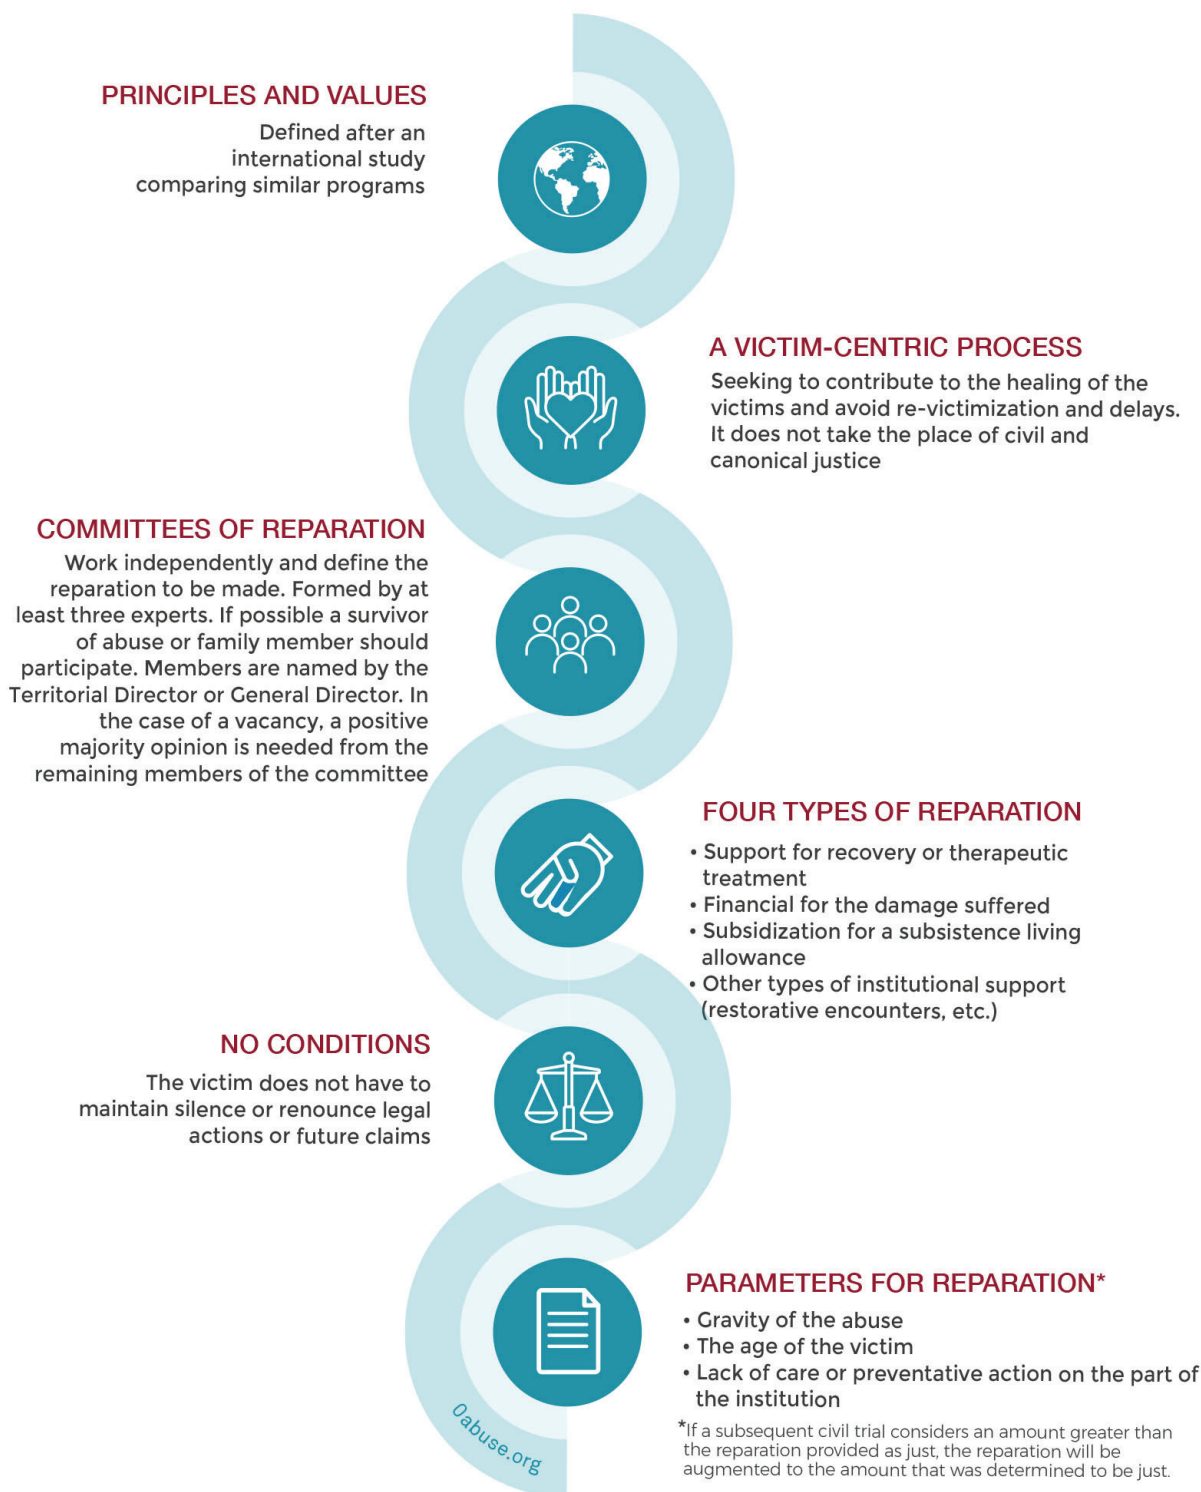 PRINCIPLES AND VALUES
Defined after an
international study
comparing similar programs
A VICTIM-CENTRIC PROCESS
Seeking to contribute to the healing of the
victims and avoid re-victimization and delays.
It does not take the place of civil and
canonical justice
COMMITTEES OF REPARATION
Work independently and define the
reparation to be made. Formed by at
least three experts. If possible a survivor
of abuse or family member should
participate. Members are named by the
Territorial Director or General Director. In
the case of a vacancy, a positive
majority opinion is needed from the
remaining members of the committee
FOUR TYPES OF REPARATION
• Support for recovery or therapeutic
treatment
• Financial for the damage suffered
• Subsidization for a subsistence living
allowance
• Other types of institutional support
(restorative encounters, etc.)
NO CONDITIONS
The victim does not have to
maintain silence or renounce legal
actions or future claims
PARAMETERS FOR REPARATION*
• Gravity of the abuse
• The age of the victim
• Lack of care or preventative action on the part of
the institution
*If a subsequent civil trial considers an amount greater than
the reparation provided as just, the reparation will be
augmented to the amount that was determined to be just.
0abuse.org